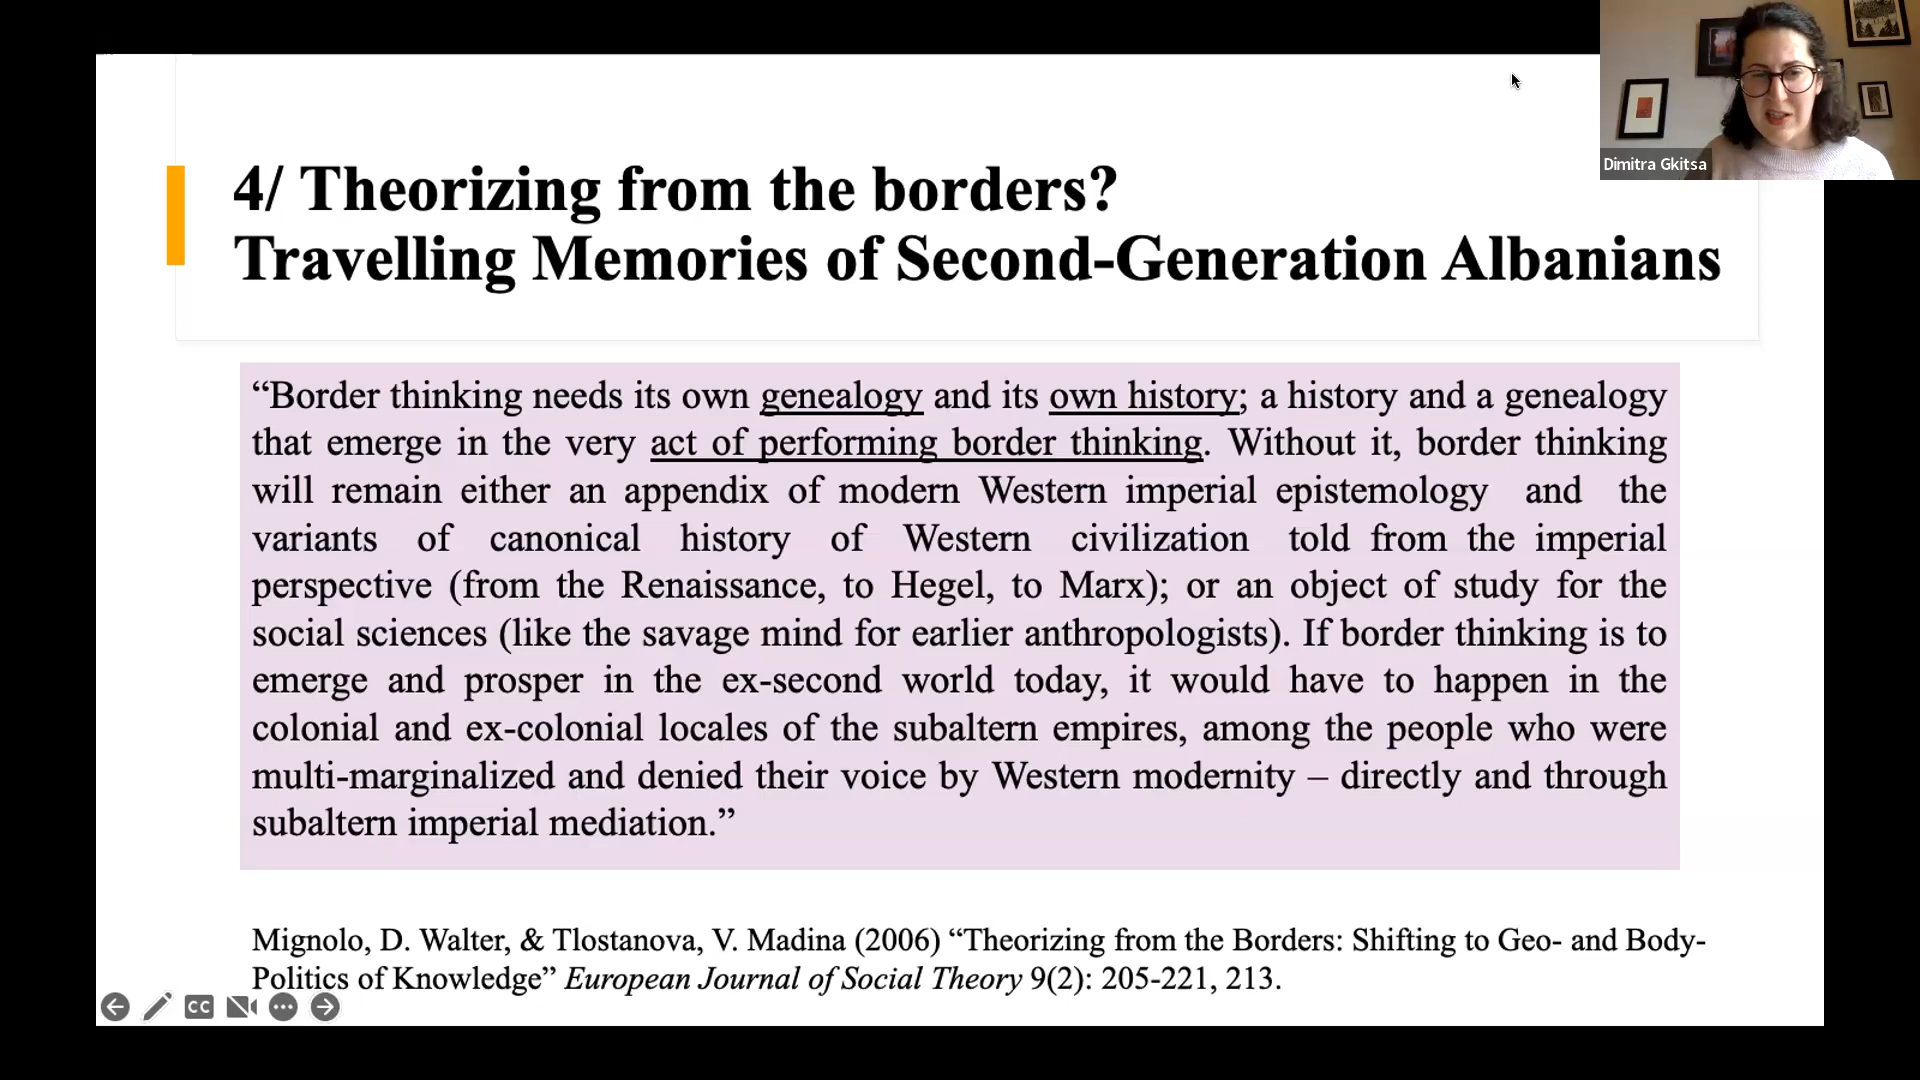 Dimitra Gkitsa
4/ Theorizing from the borders?
Travelling Memories of Second-Generation Albanians
“Border thinking needs its own genealogy and its own history; a history and a genealogy
that emerge in the very act of performing border thinking. Without it, border thinking
will remain either an appendix of modern Western imperial epistemology and the
variants of canonical history of Western civilization told from the imperial
perspective (from the Renaissance, to Hegel, to Marx); or an object of study for the
social sciences (like the savage mind for earlier anthropologists). If border thinking is to
emerge and prosper in the ex-second world today, it would have to happen in the
colonial and ex-colonial locales of the subaltern empires, among the people who were
multi-marginalized and denied their voice by Western modernity – directly and through
subaltern imperial mediation.”
Mignolo, D. Walter, & Tlostanova, V. Madina (2006) “Theorizing from the Borders: Shifting to Geo- and Body-
Politics of Knowledge” European Journal of Social Theory 9(2): 205-221, 213.
CC